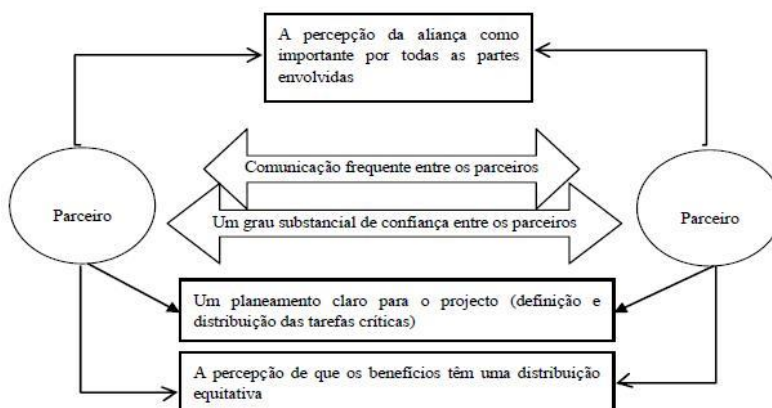 A percepção da aliança como
importante por todas as partes
envolvidas
Comunicação frequente entre os parceiros
Parceiro
Um grau substancial de confiança entre os parceiros
Parceiro
Um planeamento claro para o projecto (definição e
distribuição das tarefas críticas)
A percepção de que os benefícios têm uma distribuição
equitativa